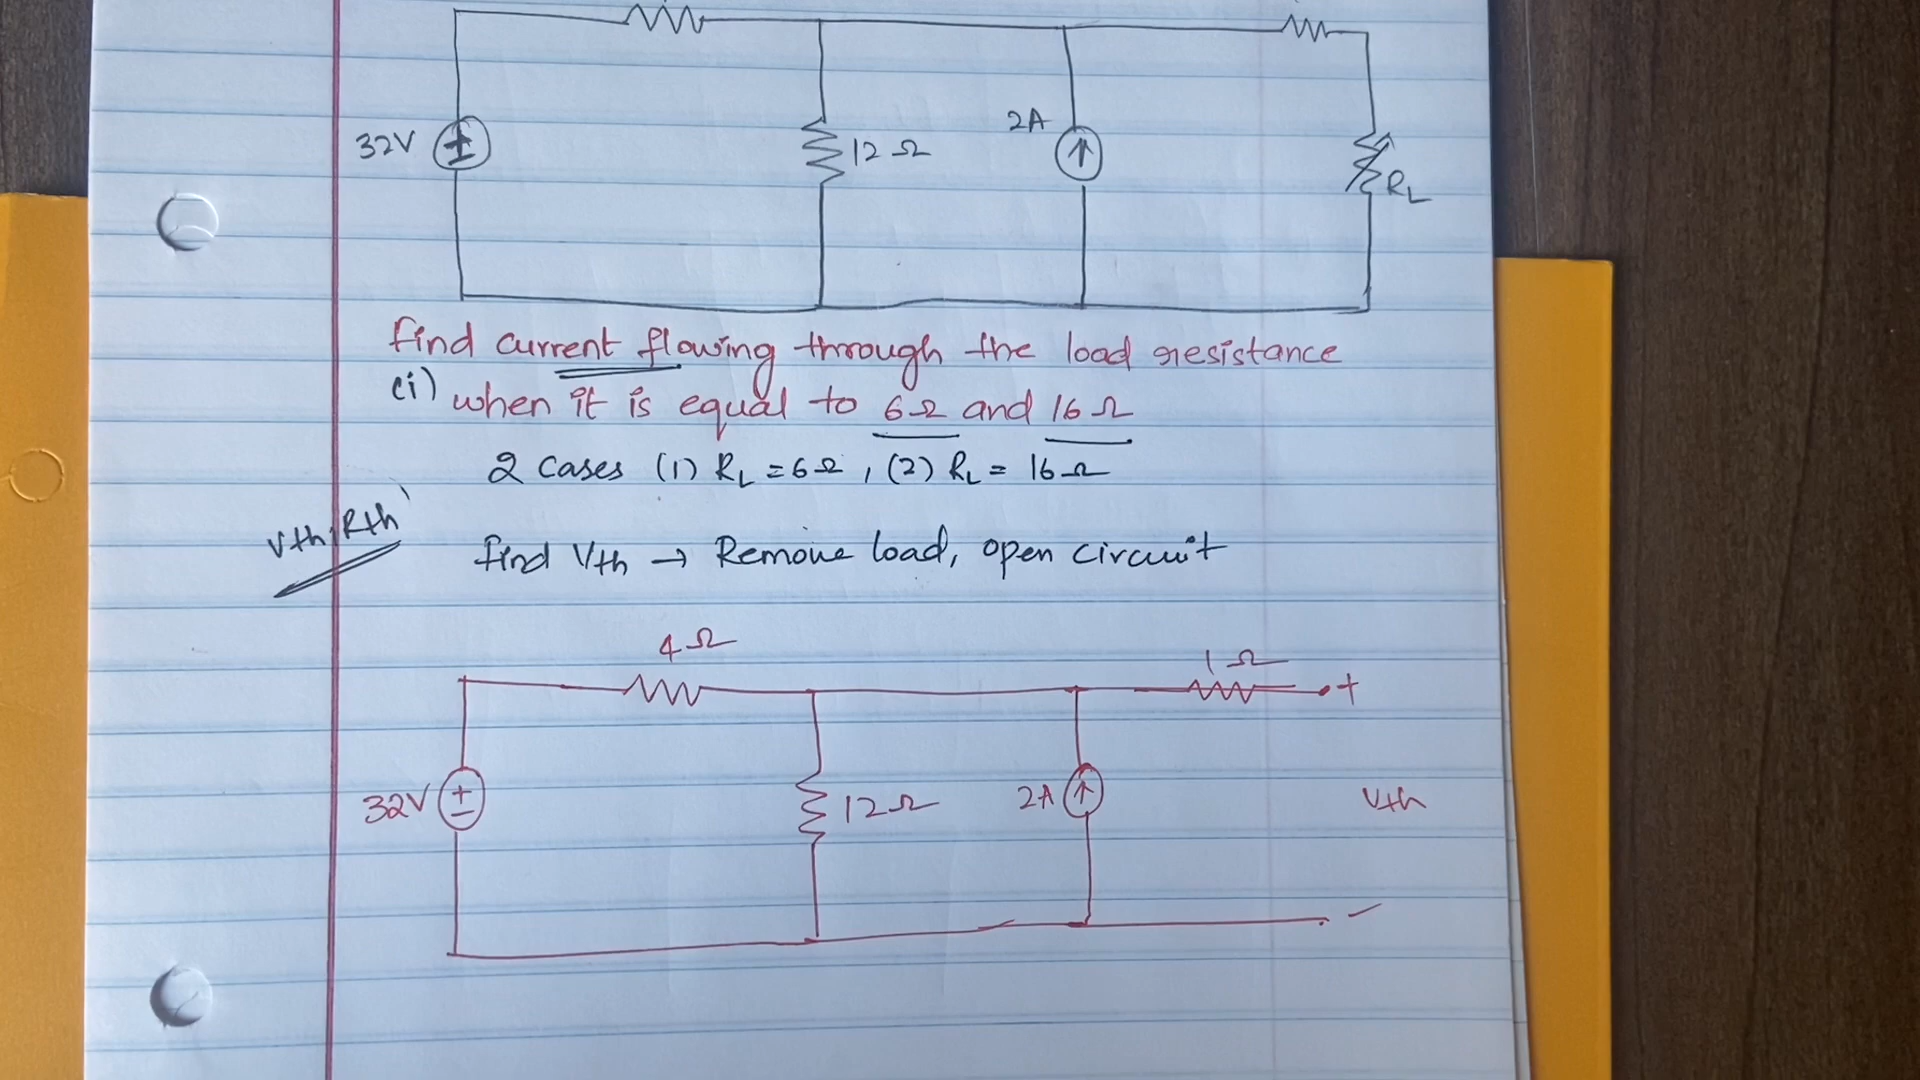 32V
12 Ω
2A
RL
find current flowing through the load resistance
(i) when it is equal to 6Ω and 16Ω
2 cases (1) RL = 6Ω , (2) RL = 16Ω
Vth, Rth
find Vth → Remove load, open circuit
4Ω
1Ω
+
32V
12Ω
2A
Vth
-